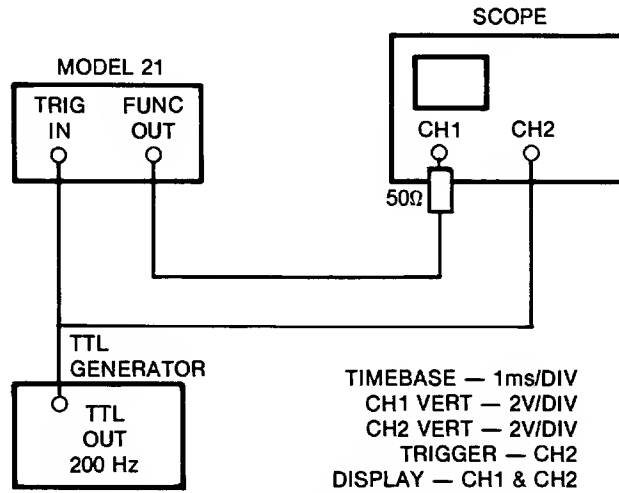 SCOPE
MODEL 21
TRIG IN
FUNC OUT
CH1
CH2
50Ω
TTL
GENERATOR
TTL
OUT
200 Hz
TIMEBASE — 1ms/DIV
CH1 VERT — 2V/DIV
CH2 VERT — 2V/DIV
TRIGGER — CH2
DISPLAY — CH1 & CH2